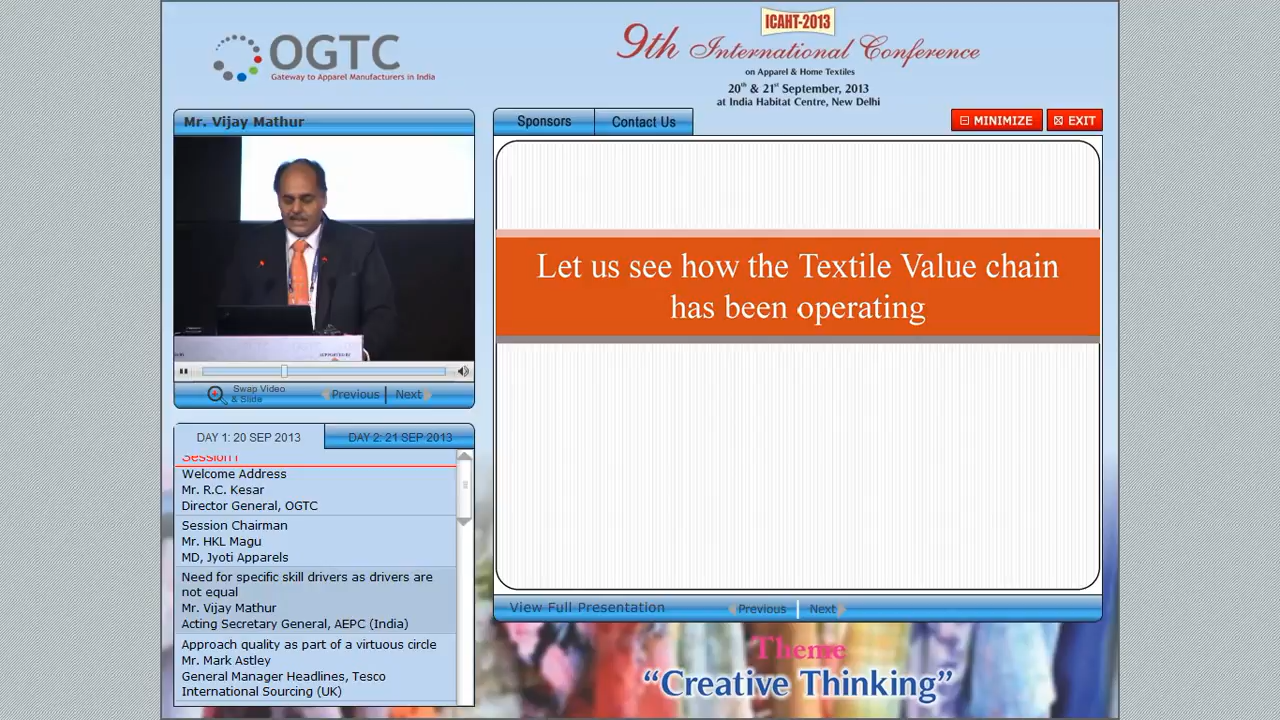 OGTC
Gateway to Apparel Manufacturers in India
ICAHT-2013
9th International Conference
on Apparel & Home Textiles
20th & 21st September, 2013
at India Habitat Centre, New Delhi
Mr. Vijay Mathur
Sponsors
Contact Us
MINIMIZE
EXIT
Let us see how the Textile Value chain
has been operating
Swap Video
& Slide
Previous
Next
DAY 1: 20 SEP 2013
DAY 2: 21 SEP 2013
Session I
Welcome Address
Mr. R.C. Kesar
Director General, OGTC
Session Chairman
Mr. HKL Magu
MD, Jyoti Apparels
Need for specific skill drivers as drivers are
not equal
Mr. Vijay Mathur
Acting Secretary General, AEPC (India)
Approach quality as part of a virtuous circle
Mr. Mark Astley
General Manager Headlines, Tesco
International Sourcing (UK)
View Full Presentation
Previous
Next
Theme
“Creative Thinking”